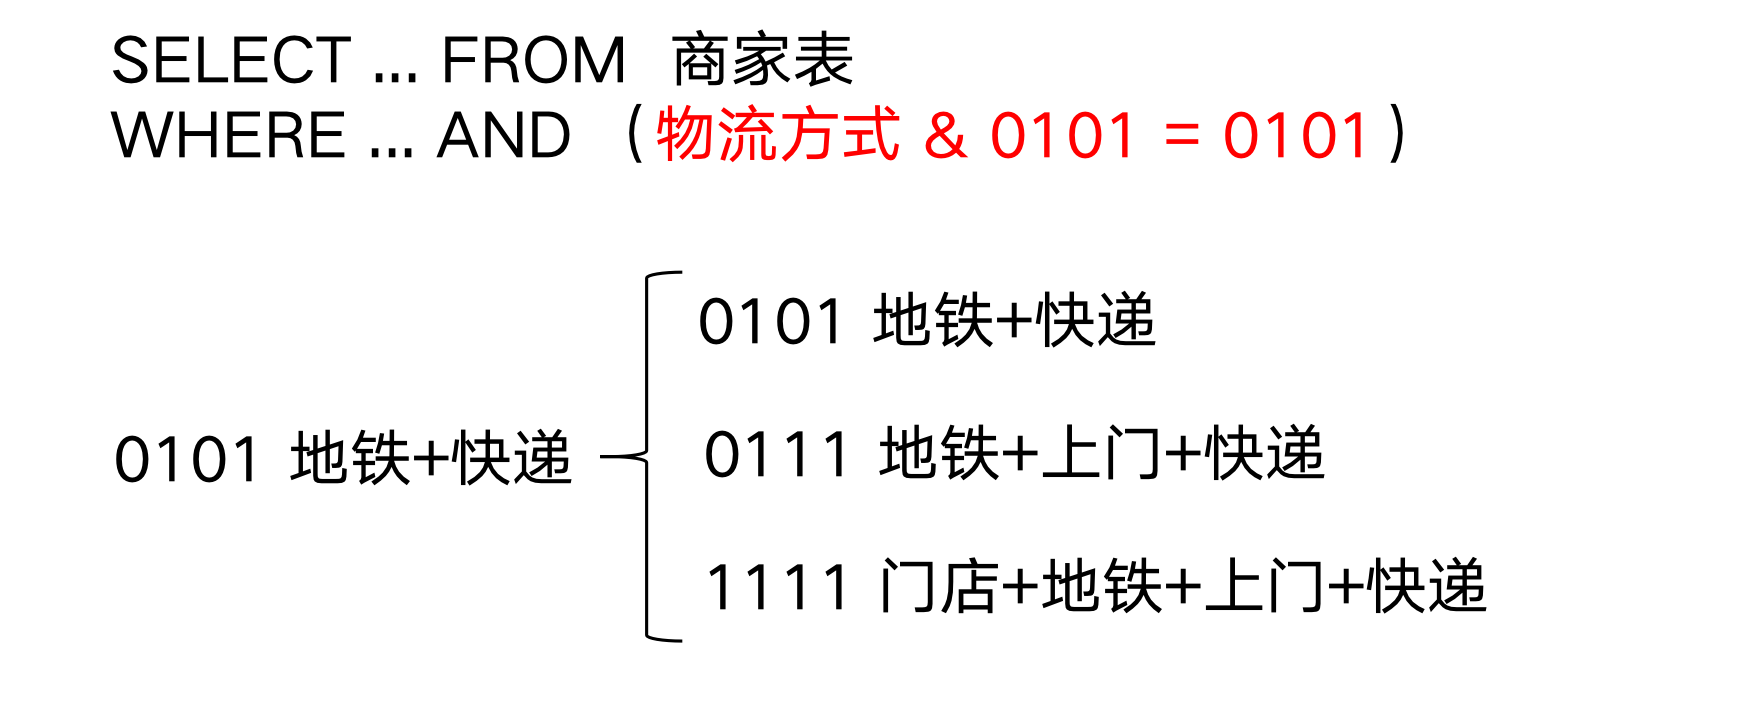 SELECT ... FROM 商家表
WHERE ... AND （物流方式 & 0101 = 0101）
0101 地铁+快递
0111 地铁+上门+快递
0101 地铁+快递
1111 门店+地铁+上门+快递